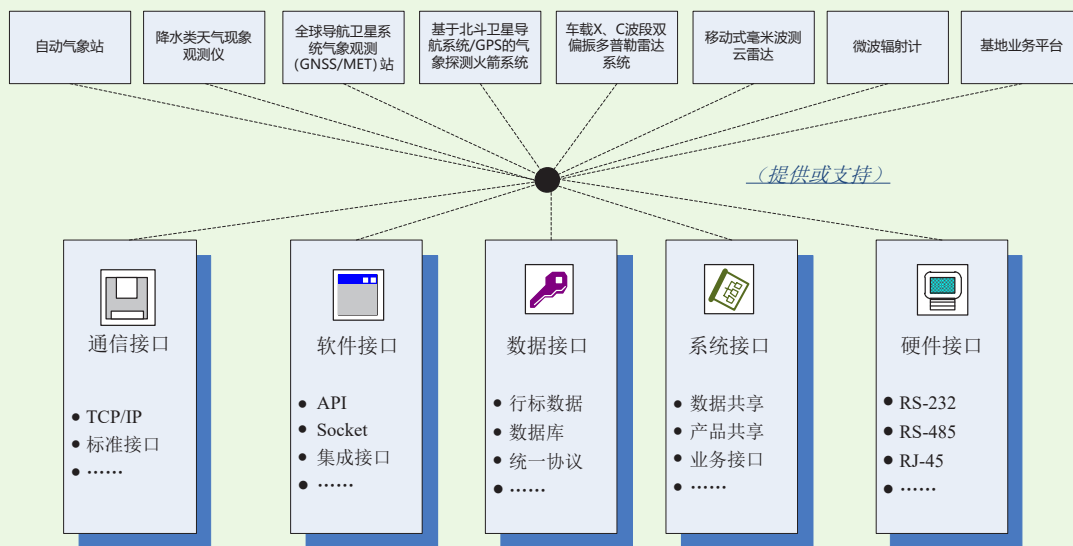 自动气象站
降水类天气现象
观测仪
全球导航卫星系
统气象观测
(GNSS/MET)站
基于北斗卫星导
航系统/GPS的气
象探测火箭系统
车载X、C波段双
偏振多普勒雷达
系统
移动式毫米波测
云雷达
微波辐射计
基地业务平台
（提供或支持）
通信接口
● TCP/IP
● 标准接口
● ……
软件接口
● API
● Socket
● 集成接口
● ……
数据接口
● 行标数据
● 数据库
● 统一协议
● ……
系统接口
● 数据共享
● 产品共享
● 业务接口
● ……
硬件接口
● RS-232
● RS-485
● RJ-45
● ……